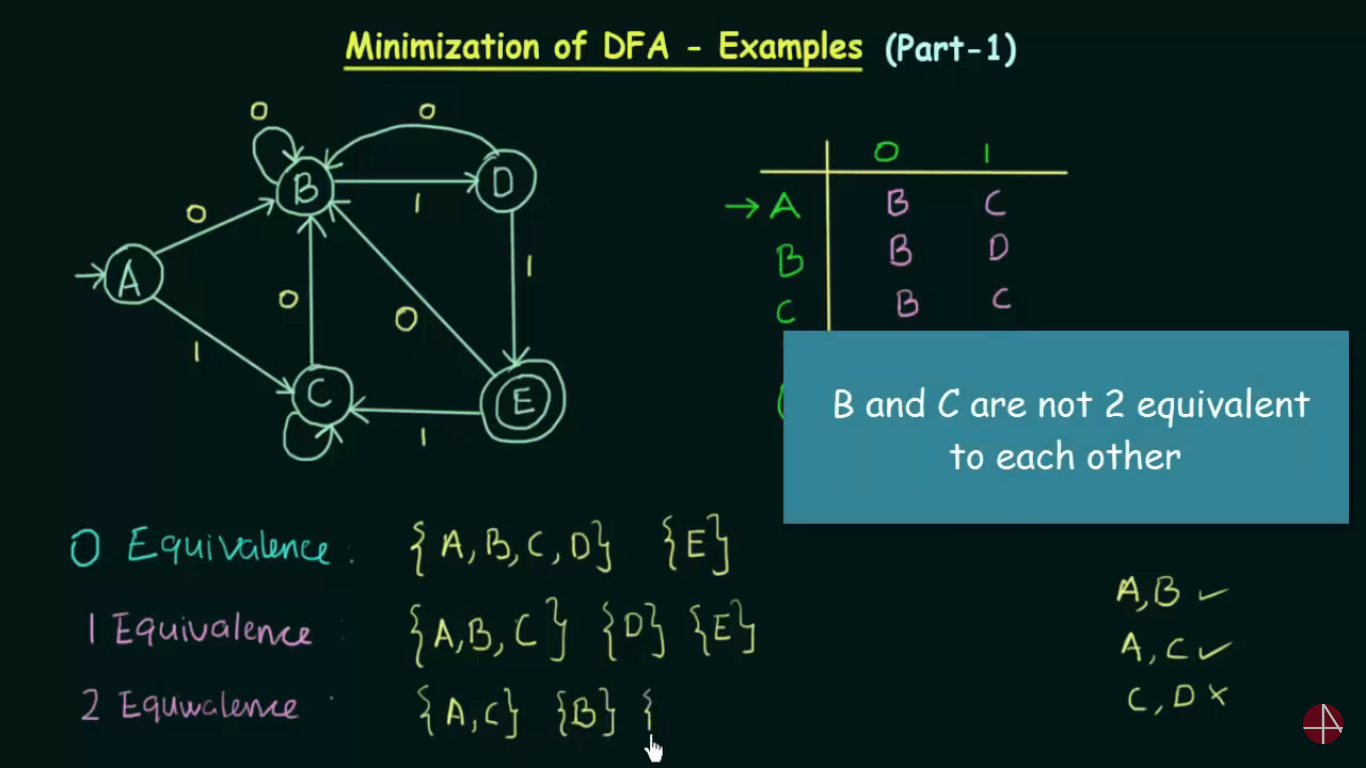 Minimization of DFA - Examples (Part-1)
0 0
B D
0 1
A 1
0 0
1 C E
1
0 1
→ A B C
B B D
C B C
B and C are not 2 equivalent
to each other
0 Equivalence : {A, B, C, D} {E}
1 Equivalence : {A, B, C} {D} {E}
2 Equivalence : {A, C} {B} {
A, B ✓
A, C ✓
C, D ×